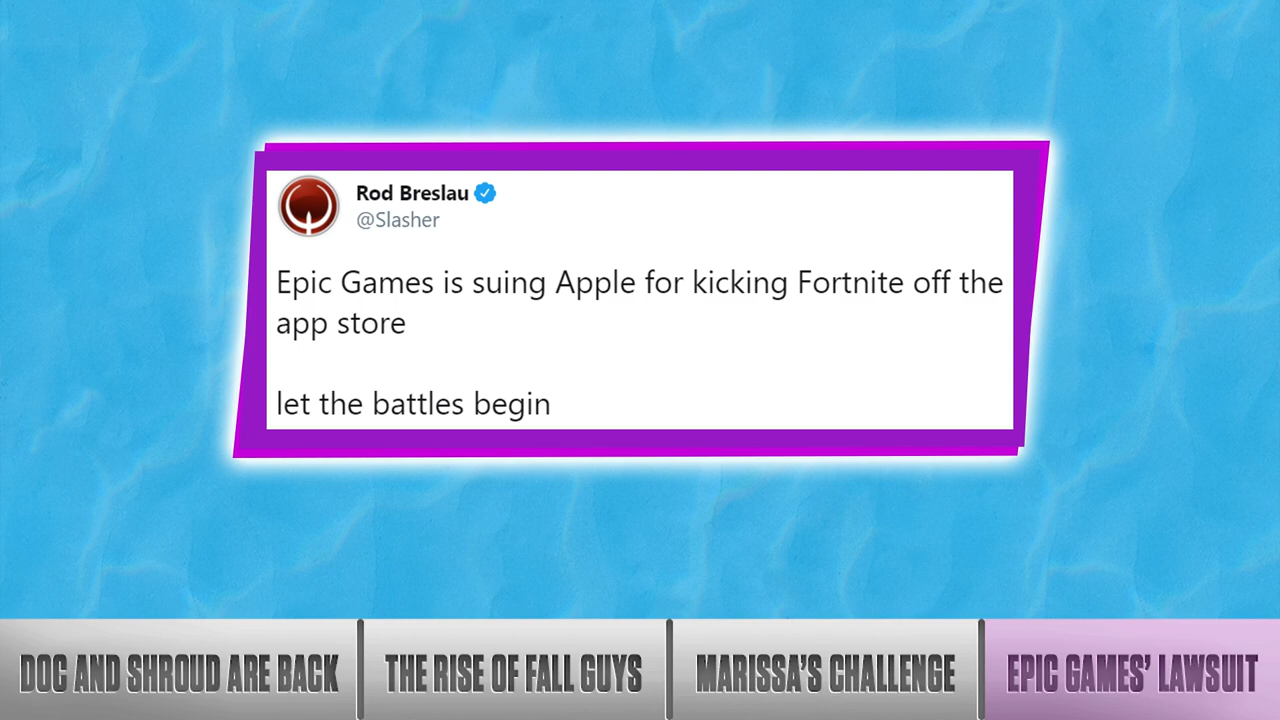 Rod Breslau
@Slasher
Epic Games is suing Apple for kicking Fortnite off the
app store
let the battles begin
DOC AND SHROUD ARE BACK
THE RISE OF FALL GUYS
MARISSA'S CHALLENGE
EPIC GAMES' LAWSUIT